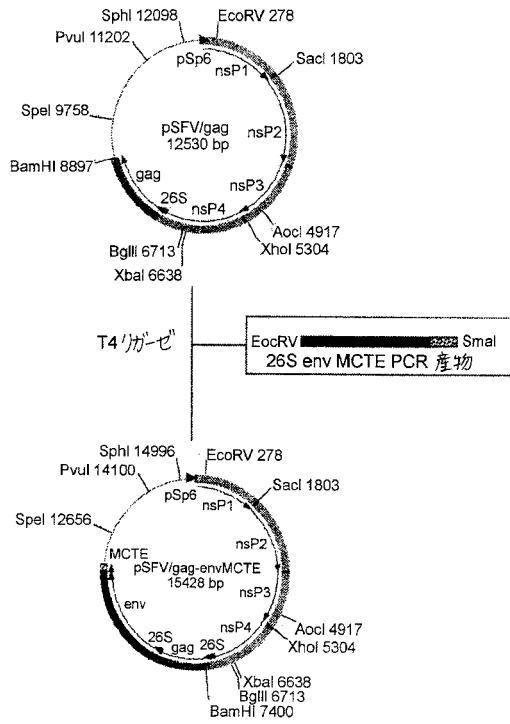 SphI 12098
EcoRV 278
PvuI 11202
SacI 1803
pSp6
nsP1
SpeI 9758
pSFV/gag
12530 bp
nsP2
BamHI 8897
gag
nsP3
26S
nsP4
AocI 4917
XhoI 5304
BglII 6713
XbaI 6638
T4 リガーゼ
EocRV
SmaI
26S env MCTE PCR 産物
SphI 14996
EcoRV 278
PvuI 14100
SacI 1803
pSp6
nsP1
SpeI 12656
nsP2
MCTE
pSFV/gag-envMCTE
15428 bp
nsP3
env
nsP4
AocI 4917
XhoI 5304
26S
gag
26S
XbaI 6638
BglII 6713
BamHI 7400